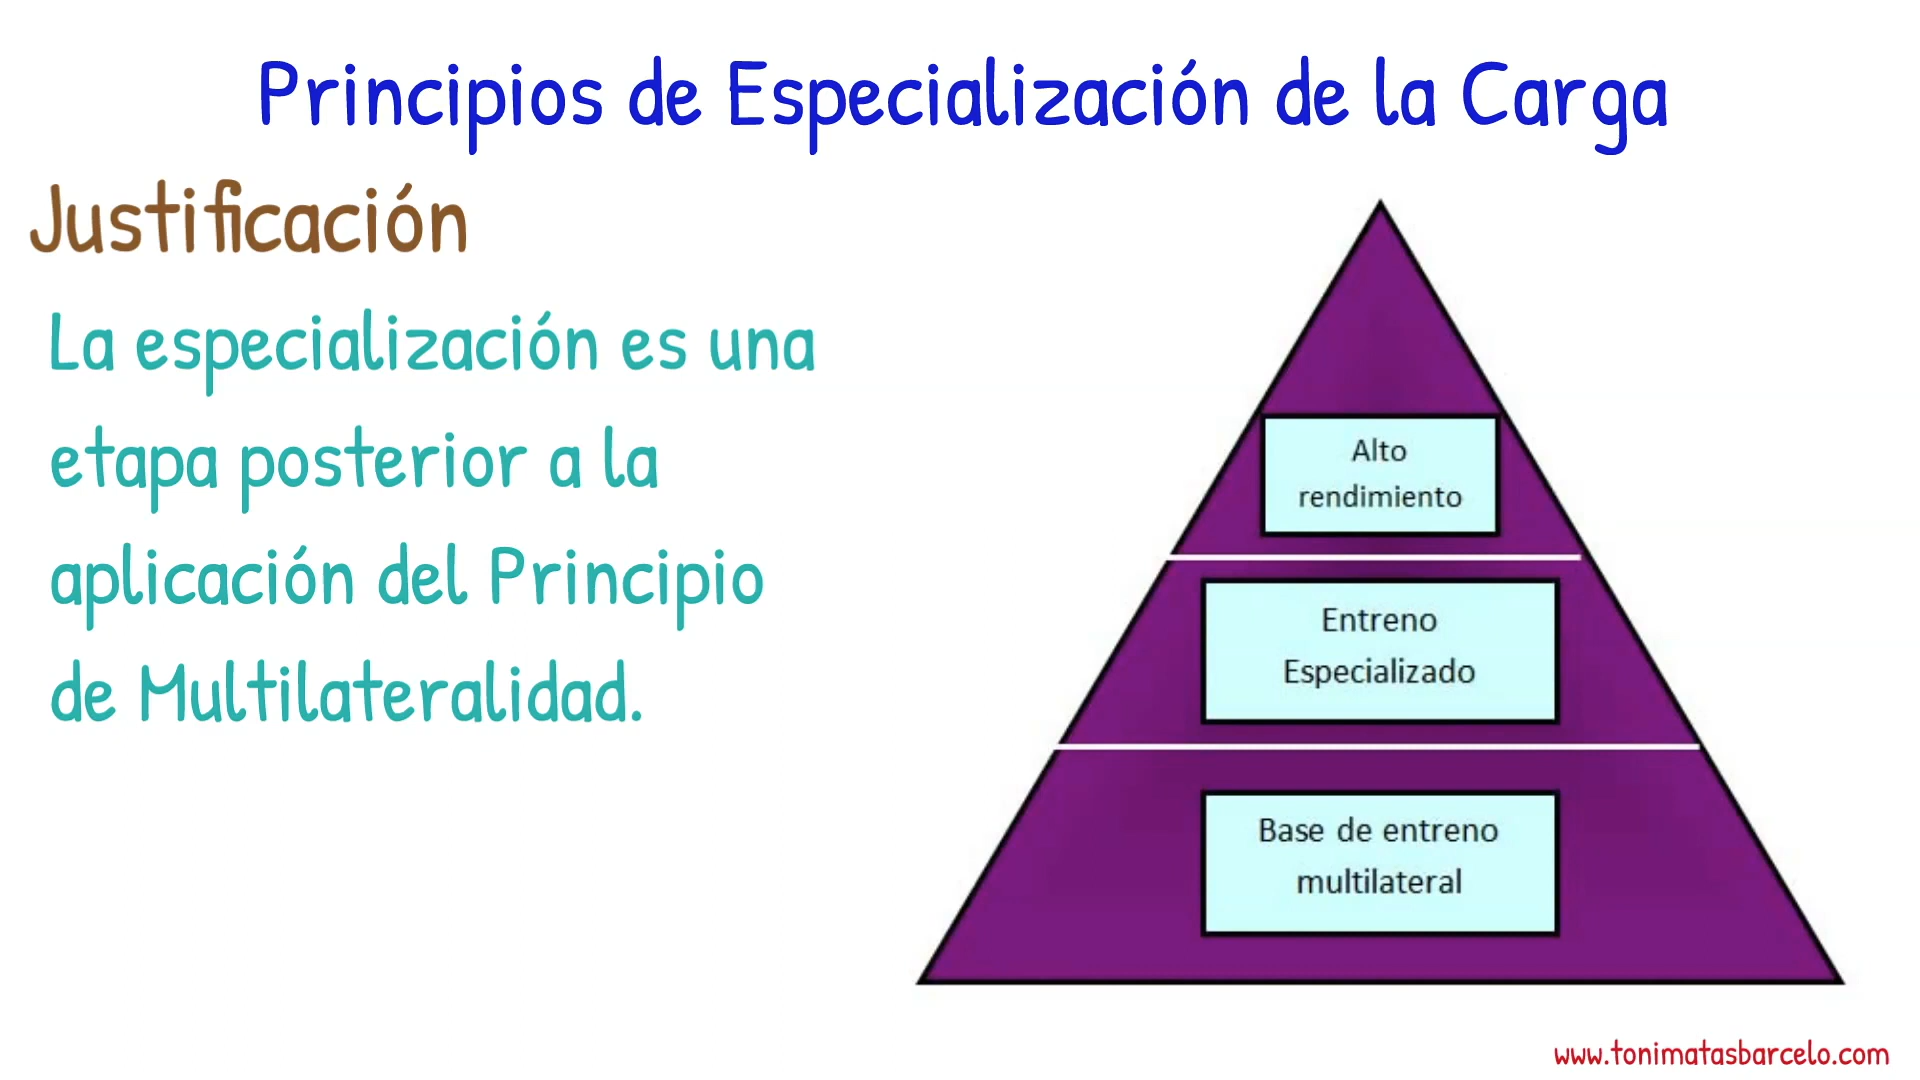 Principios de Especialización de la Carga
Justificación
La especialización es una
etapa posterior a la
aplicación del Principio
de Multilateralidad.
Alto
rendimiento
Entreno
Especializado
Base de entreno
multilateral
www.tonimatasbarcelo.com